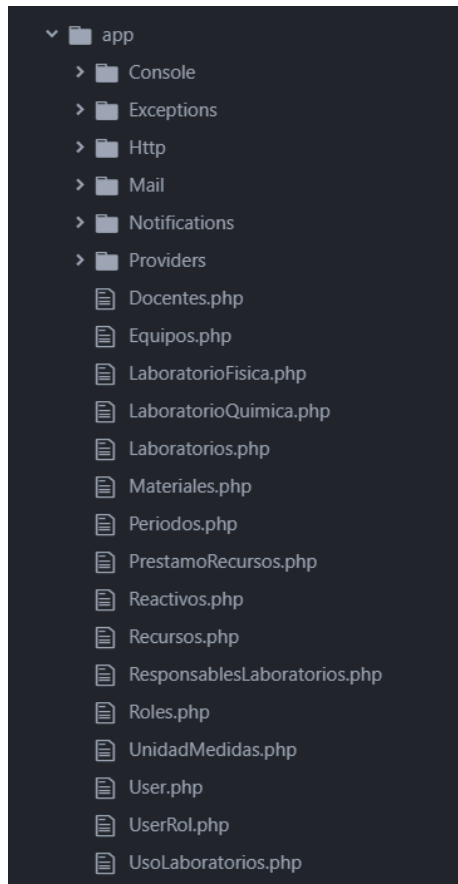 app
Console
Exceptions
Http
Mail
Notifications
Providers
Docentes.php
Equipos.php
LaboratorioFisica.php
LaboratorioQuimica.php
Laboratorios.php
Materiales.php
Periodos.php
PrestamoRecursos.php
Reactivos.php
Recursos.php
ResponsablesLaboratorios.php
Roles.php
UnidadMedidas.php
User.php
UserRol.php
UsoLaboratorios.php